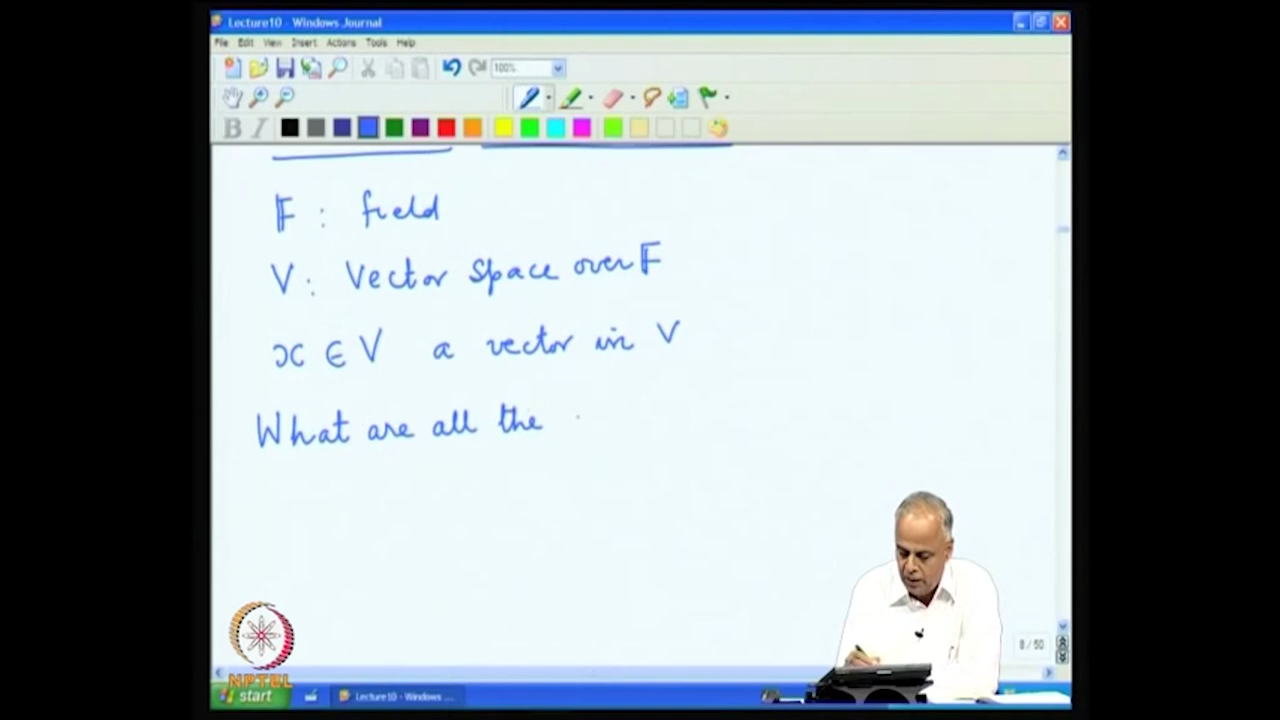 Lecture10 - Windows Journal
File Edit View Insert Actions Tools Help
100%
B I
F : field
V : Vector Space over F
x ∈ V a vector in V
What are all the
8 / 50
NPTEL
start Lecture10 - Windows ...